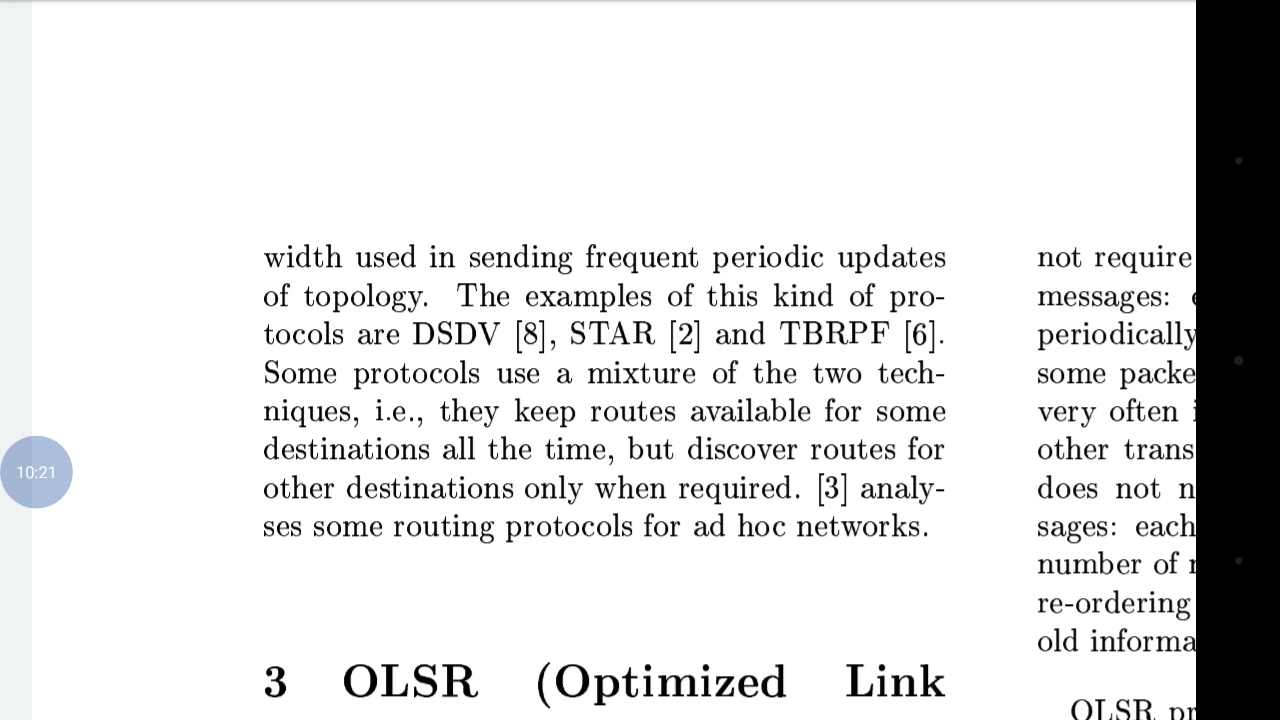 width used in sending frequent periodic updates
of topology. The examples of this kind of pro-
tocols are DSDV [8], STAR [2] and TBRPF [6].
Some protocols use a mixture of the two tech-
niques, i.e., they keep routes available for some
destinations all the time, but discover routes for
other destinations only when required. [3] analy-
ses some routing protocols for ad hoc networks.
3 OLSR (Optimized Link
not require
messages:
periodically
some packe
very often
other trans
does not n
sages: each
number of
re-ordering
old informa
OLSR pr
10:21